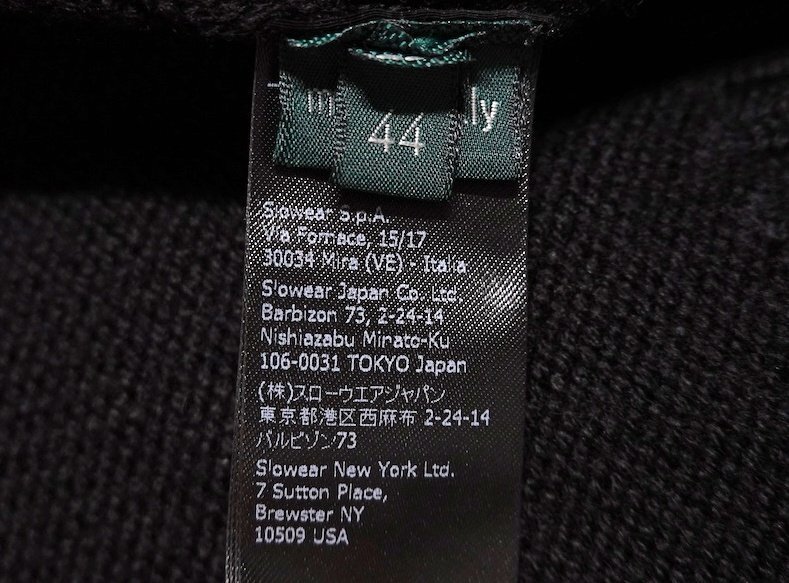 44
Slowear S.p.A.
Via Fornace, 15/17
30034 Mira (VE) - Italia
Slowear Japan Co. Ltd.
Barbizon 73, 2-24-14
Nishiazabu Minato-Ku
106-0031 TOKYO Japan
(株)スローウエアジャパン
東京都港区西麻布 2-24-14
バルビゾン73
Slowear New York Ltd.
7 Sutton Place,
Brewster NY
10509 USA